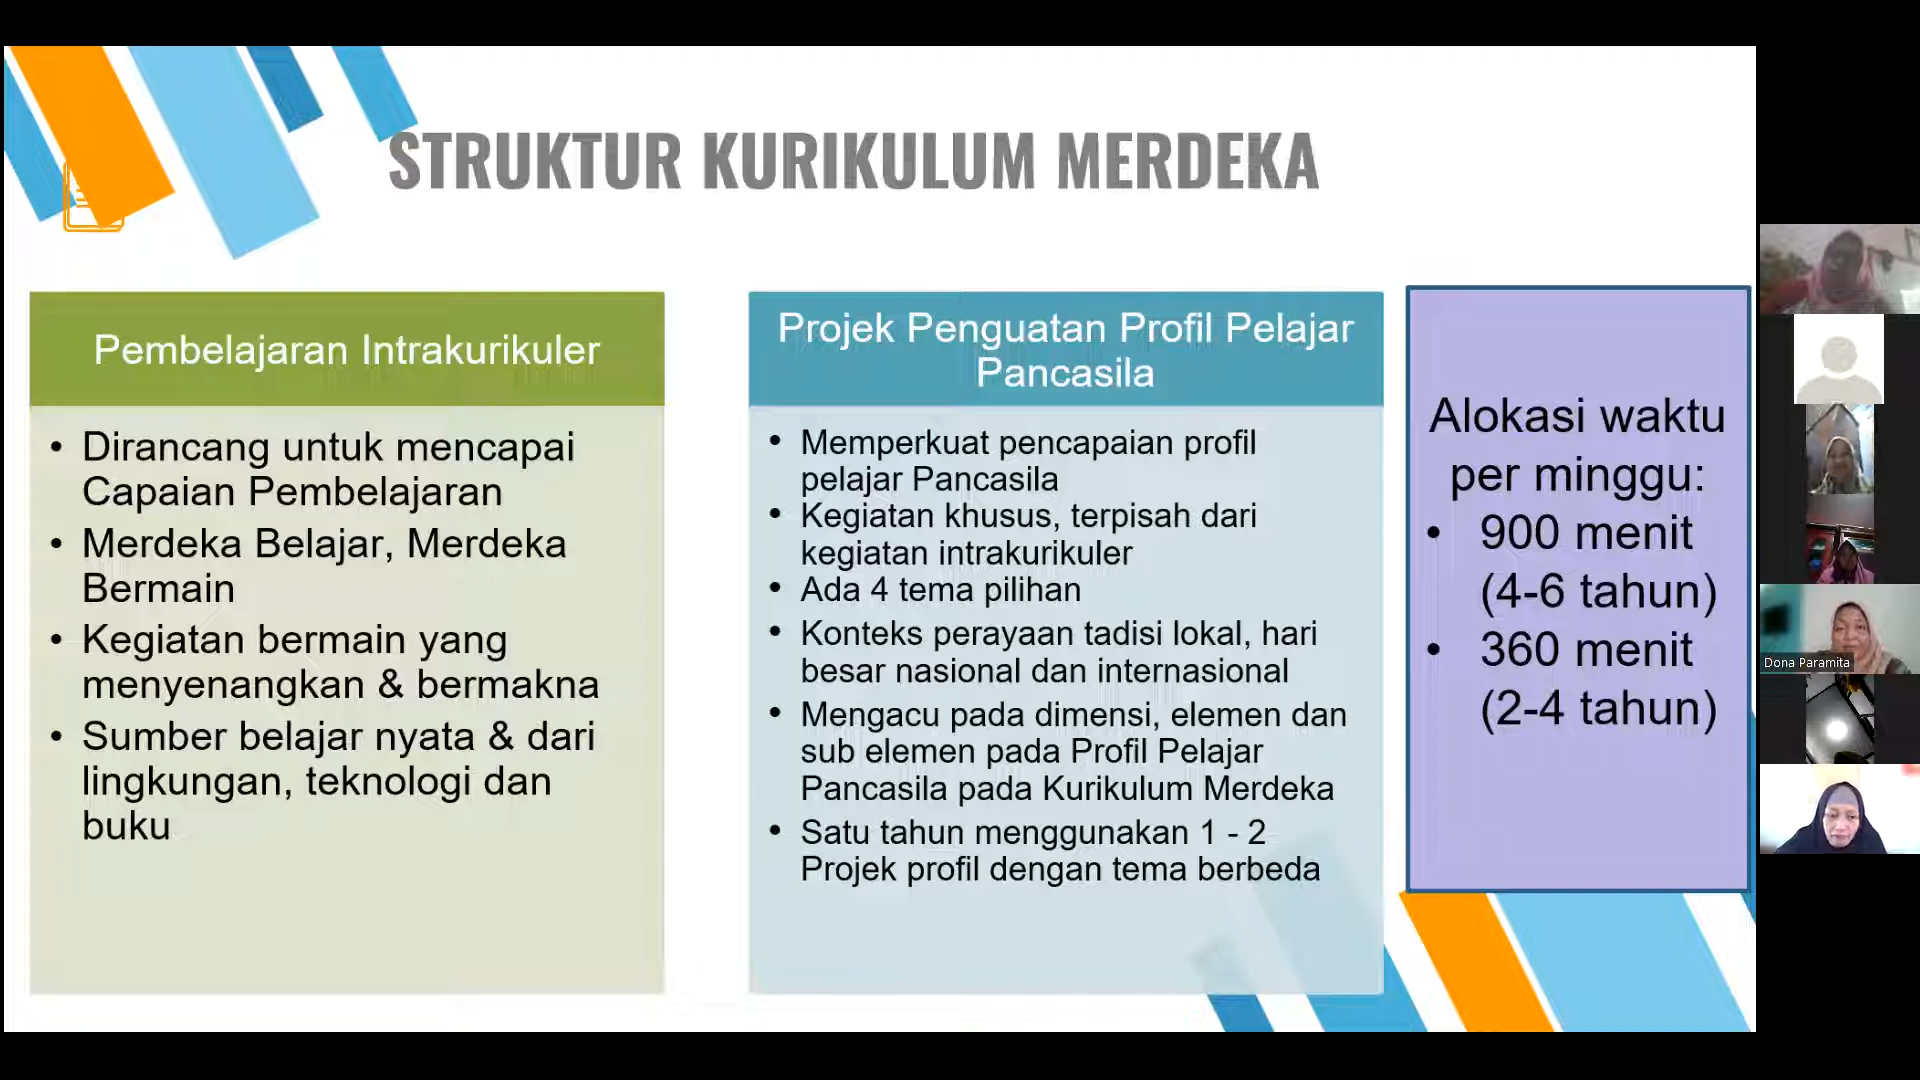 STRUKTUR KURIKULUM MERDEKA
Pembelajaran Intrakurikuler
• Dirancang untuk mencapai
Capaian Pembelajaran
• Merdeka Belajar, Merdeka
Bermain
• Kegiatan bermain yang
menyenangkan & bermakna
• Sumber belajar nyata & dari
lingkungan, teknologi dan
buku
Projek Penguatan Profil Pelajar
Pancasila
• Memperkuat pencapaian profil
pelajar Pancasila
• Kegiatan khusus, terpisah dari
kegiatan intrakurikuler
• Ada 4 tema pilihan
• Konteks perayaan tadisi lokal, hari
besar nasional dan internasional
• Mengacu pada dimensi, elemen dan
sub elemen pada Profil Pelajar
Pancasila pada Kurikulum Merdeka
• Satu tahun menggunakan 1 - 2
Projek profil dengan tema berbeda
Alokasi waktu
per minggu:
• 900 menit
(4-6 tahun)
• 360 menit
(2-4 tahun)
Dona Paramita